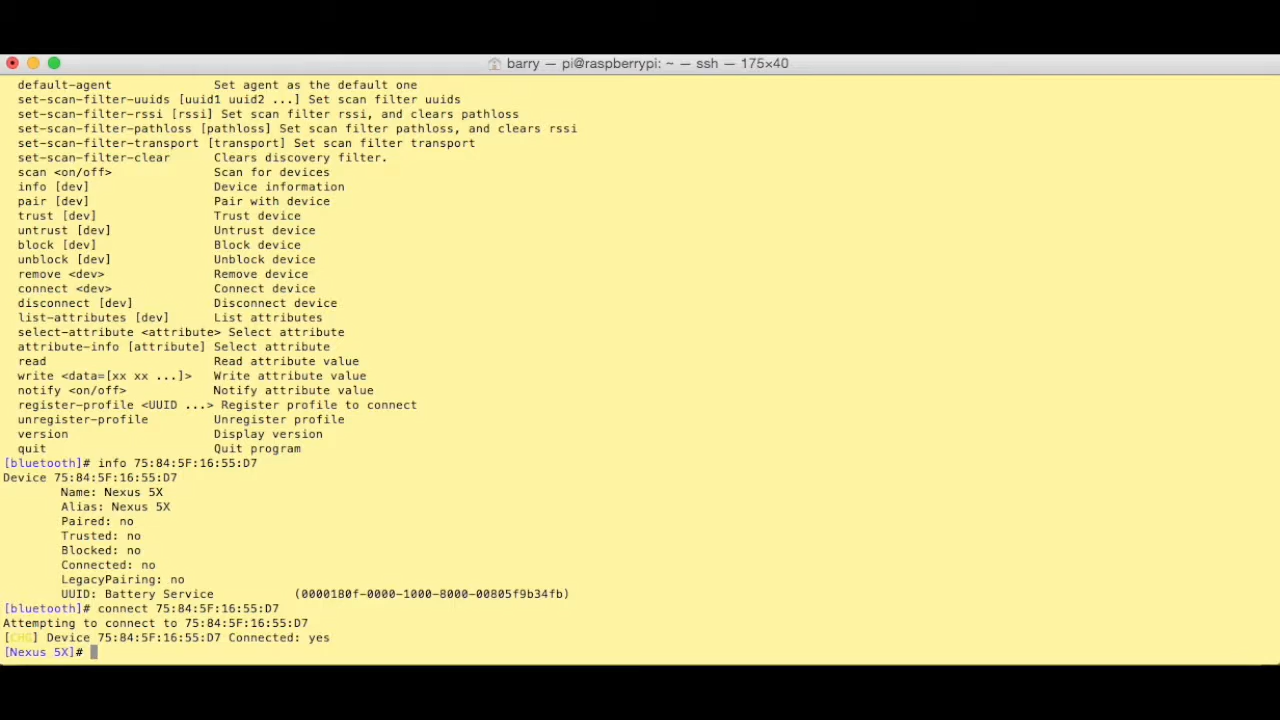 barry — pi@raspberrypi: ~ — ssh — 175×40
default-agent              Set agent as the default one
set-scan-filter-uuids [uuid1 uuid2 ...] Set scan filter uuids
set-scan-filter-rssi [rssi] Set scan filter rssi, and clears pathloss
set-scan-filter-pathloss [pathloss] Set scan filter pathloss, and clears rssi
set-scan-filter-transport [transport] Set scan filter transport
set-scan-filter-clear      Clears discovery filter.
scan <on/off>              Scan for devices
info [dev]                 Device information
pair [dev]                 Pair with device
trust [dev]                Trust device
untrust [dev]              Untrust device
block [dev]                Block device
unblock [dev]              Unblock device
remove <dev>               Remove device
connect <dev>              Connect device
disconnect [dev]           Disconnect device
list-attributes [dev]      List attributes
select-attribute <attribute> Select attribute
attribute-info [attribute] Select attribute
read                       Read attribute value
write <data=[xx xx ...]>   Write attribute value
notify <on/off>            Notify attribute value
register-profile <UUID ...> Register profile to connect
unregister-profile         Unregister profile
version                    Display version
quit                       Quit program
[bluetooth]# info 75:84:5F:16:55:D7
Device 75:84:5F:16:55:D7
Name: Nexus 5X
Alias: Nexus 5X
Paired: no
Trusted: no
Blocked: no
Connected: no
LegacyPairing: no
UUID: Battery Service           (0000180f-0000-1000-8000-00805f9b34fb)
[bluetooth]# connect 75:84:5F:16:55:D7
Attempting to connect to 75:84:5F:16:55:D7
[CHG] Device 75:84:5F:16:55:D7 Connected: yes
[Nexus 5X]#